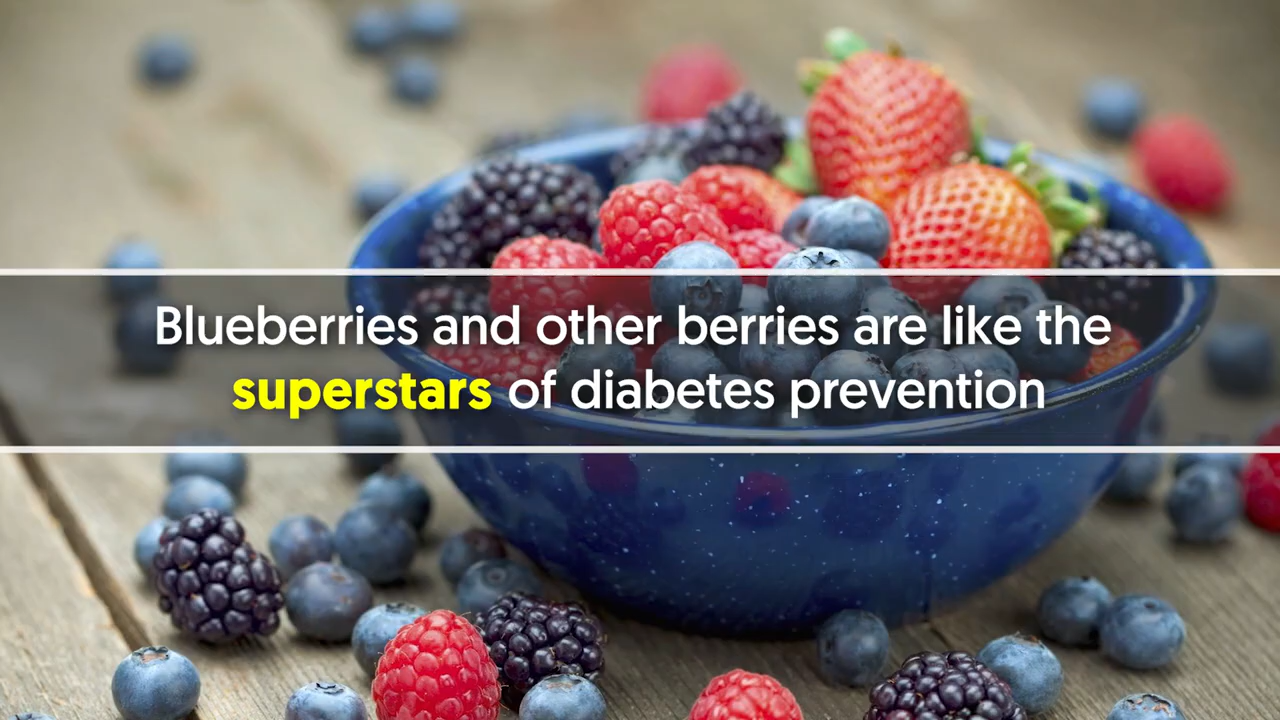 Blueberries and other berries are like the
superstars of diabetes prevention